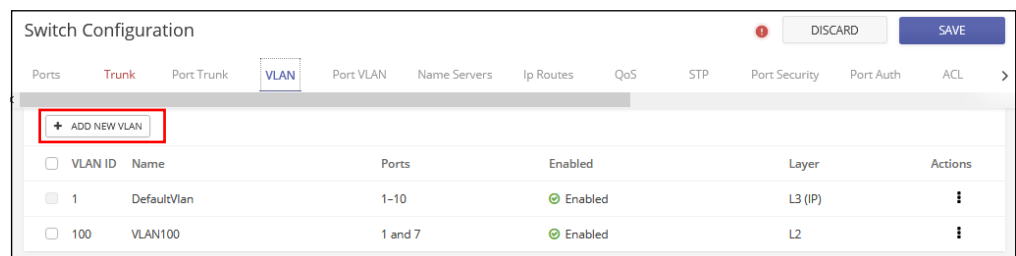 Switch Configuration
DISCARD
SAVE
Ports Trunk Port Trunk VLAN Port VLAN Name Servers Ip Routes QoS STP Port Security Port Auth ACL
+ ADD NEW VLAN
VLAN ID Name Ports Enabled Layer Actions
1 DefaultVlan 1–10 Enabled L3 (IP)
100 VLAN100 1 and 7 Enabled L2